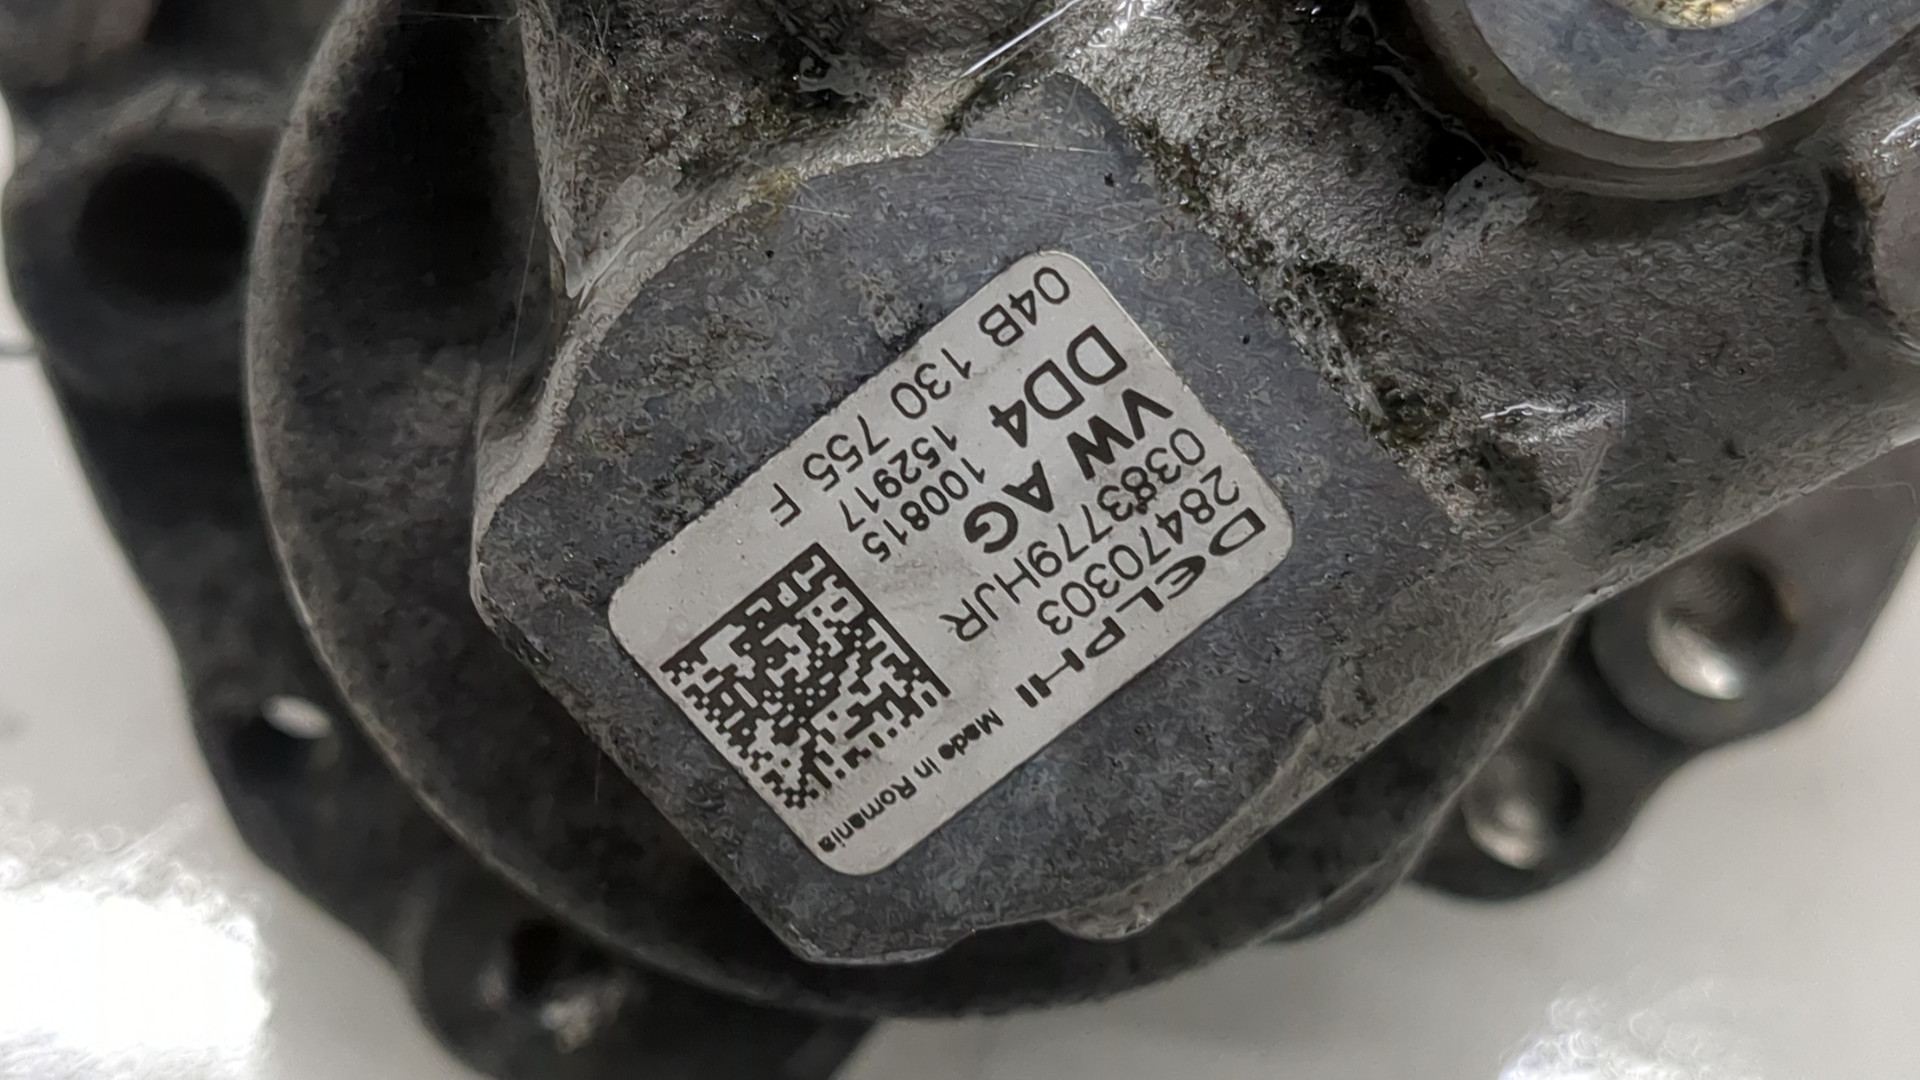 DELPHI Made in Romania
28470303
0383779HJR
VW AG
DD4 100815
152917
04B 130 755 F